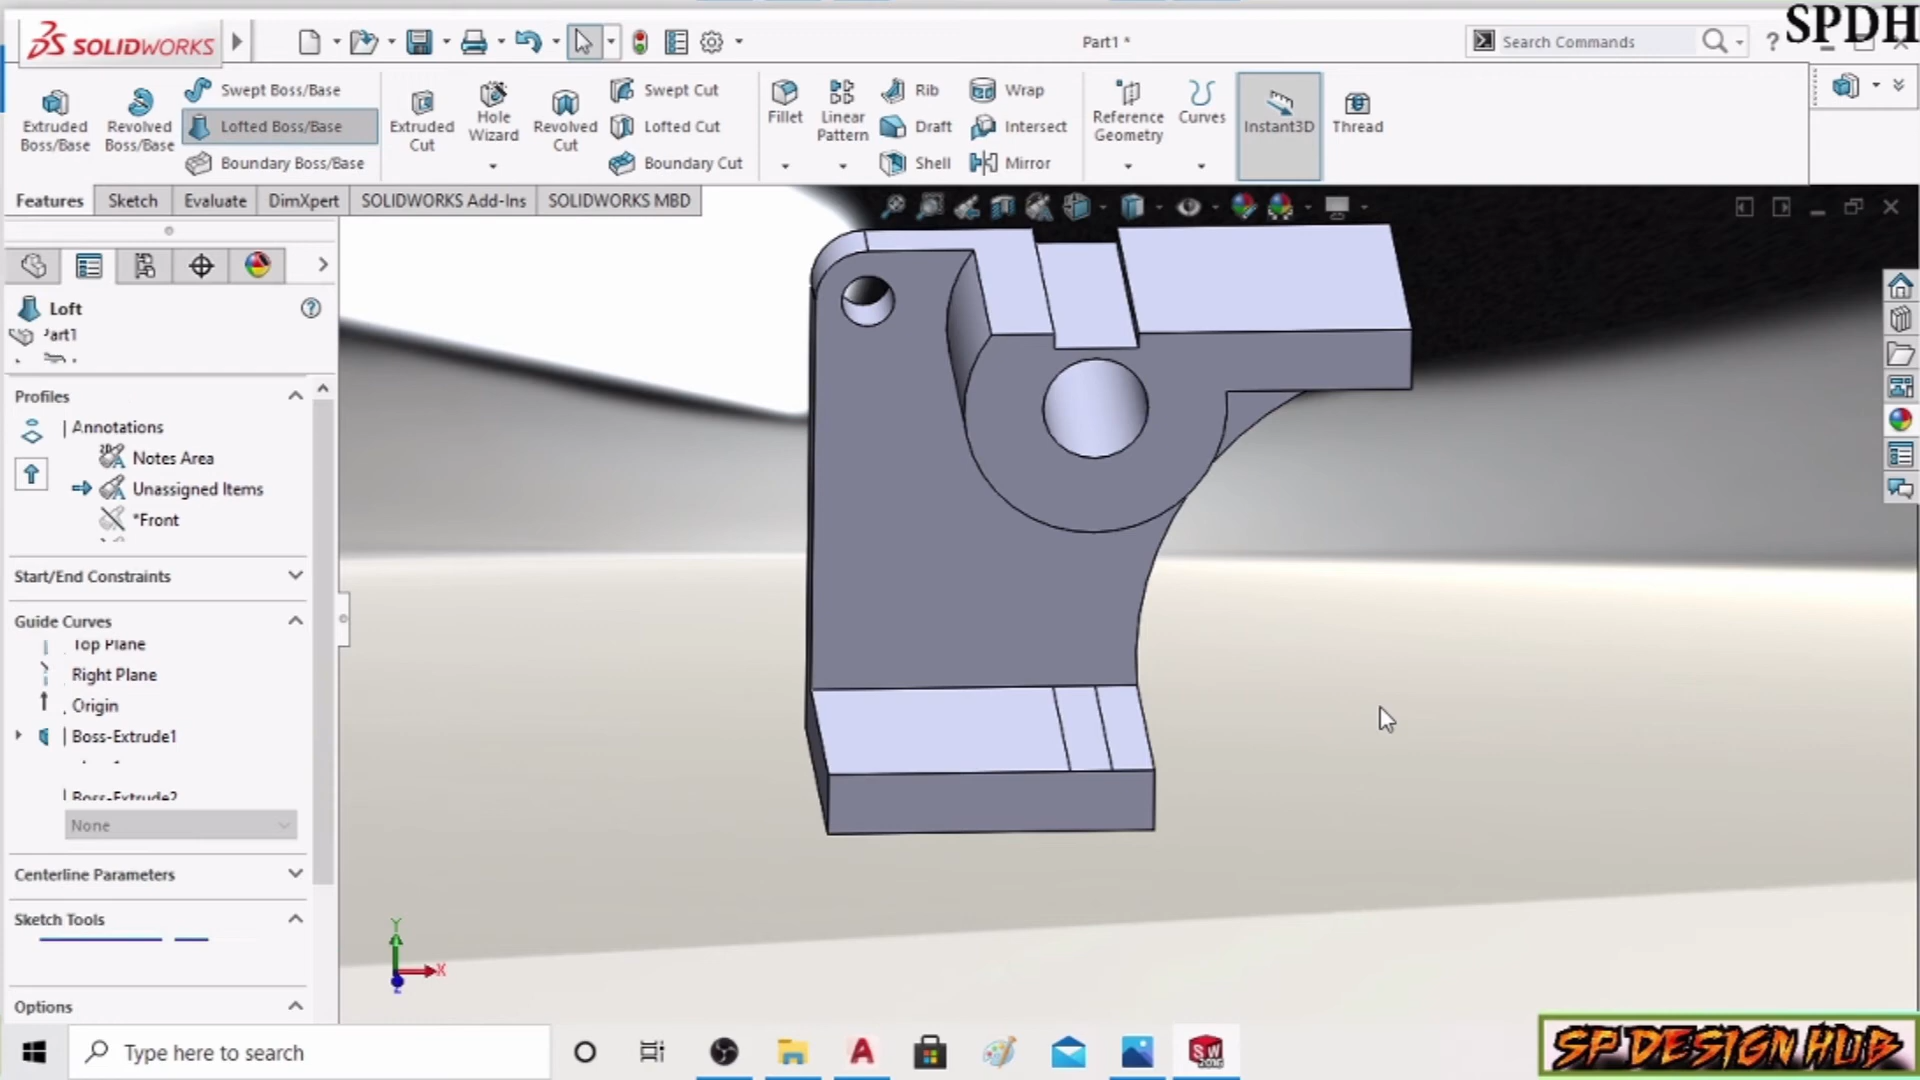 SPDH
SOLIDWORKS
Part1 *
Search Commands
?
Extruded Boss/Base
Revolved Boss/Base
Swept Boss/Base
Lofted Boss/Base
Boundary Boss/Base
Extruded Cut
Hole Wizard
Revolved Cut
Swept Cut
Lofted Cut
Boundary Cut
Fillet
Linear Pattern
Rib
Draft
Shell
Wrap
Intersect
Mirror
Reference Geometry
Curves
Instant3D
Thread
Features
Sketch
Evaluate
DimXpert
SOLIDWORKS Add-Ins
SOLIDWORKS MBD
Loft
Profiles
Annotations
Notes Area
Unassigned Items
*Front
Start/End Constraints
Guide Curves
Top Plane
Right Plane
Origin
Boss-Extrude1
Boss-Extrude2
None
Centerline Parameters
Sketch Tools
Options
Y
X
Z
Type here to search
SW
2016
SP DESIGN HUB